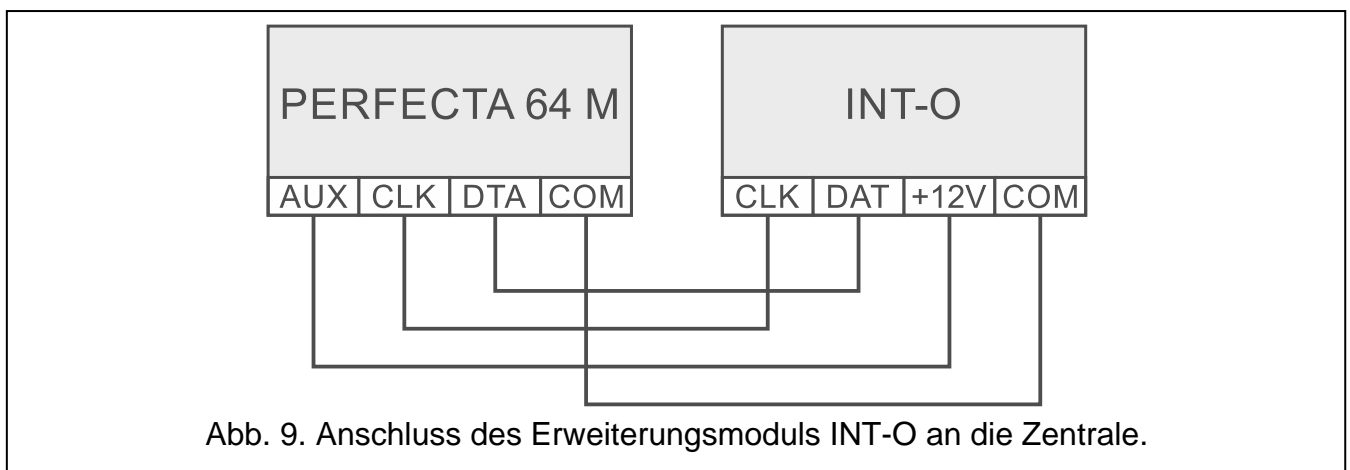 PERFECTA 64 M
INT-O
AUX CLK DTA COM
CLK DAT +12V COM
Abb. 9. Anschluss des Erweiterungsmoduls INT-O an die Zentrale.